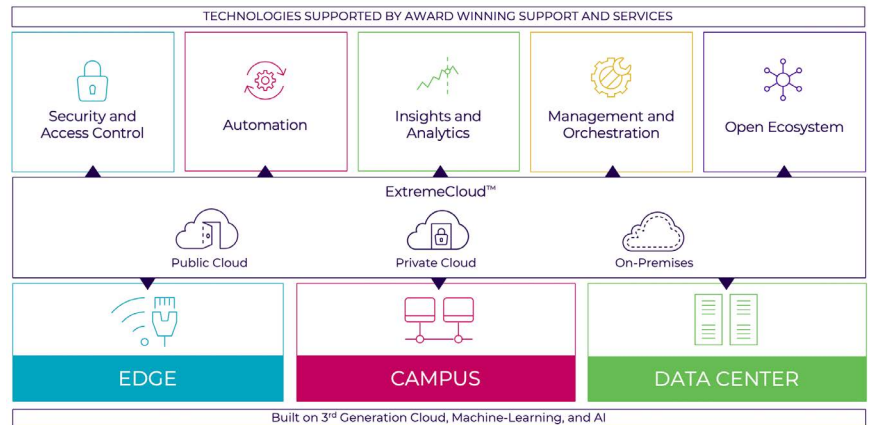 TECHNOLOGIES SUPPORTED BY AWARD WINNING SUPPORT AND SERVICES
Security and
Access Control
Automation
Insights and
Analytics
Management and
Orchestration
Open Ecosystem
ExtremeCloud™
Public Cloud
Private Cloud
On-Premises
EDGE
CAMPUS
DATA CENTER
Built on 3rd Generation Cloud, Machine-Learning, and AI